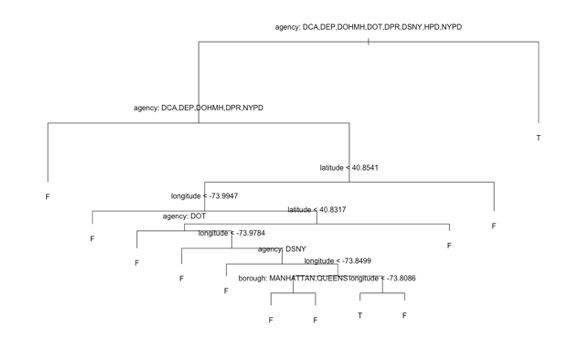 agency: DCA,DEP,DOHMH,DOT,DPR,DSNY,HPD,NYPD
agency: DCA,DEP,DOHMH,DPR,NYPD
T
latitude < 40.8541
F
longitude < -73.9947
latitude < 40.8317
agency: DOT
F
F
longitude < -73.9784
F
agency: DSNY
F
longitude < -73.8499
F
borough: MANHATTAN,QUEENS
longitude < -73.8086
F
F
F
T
F